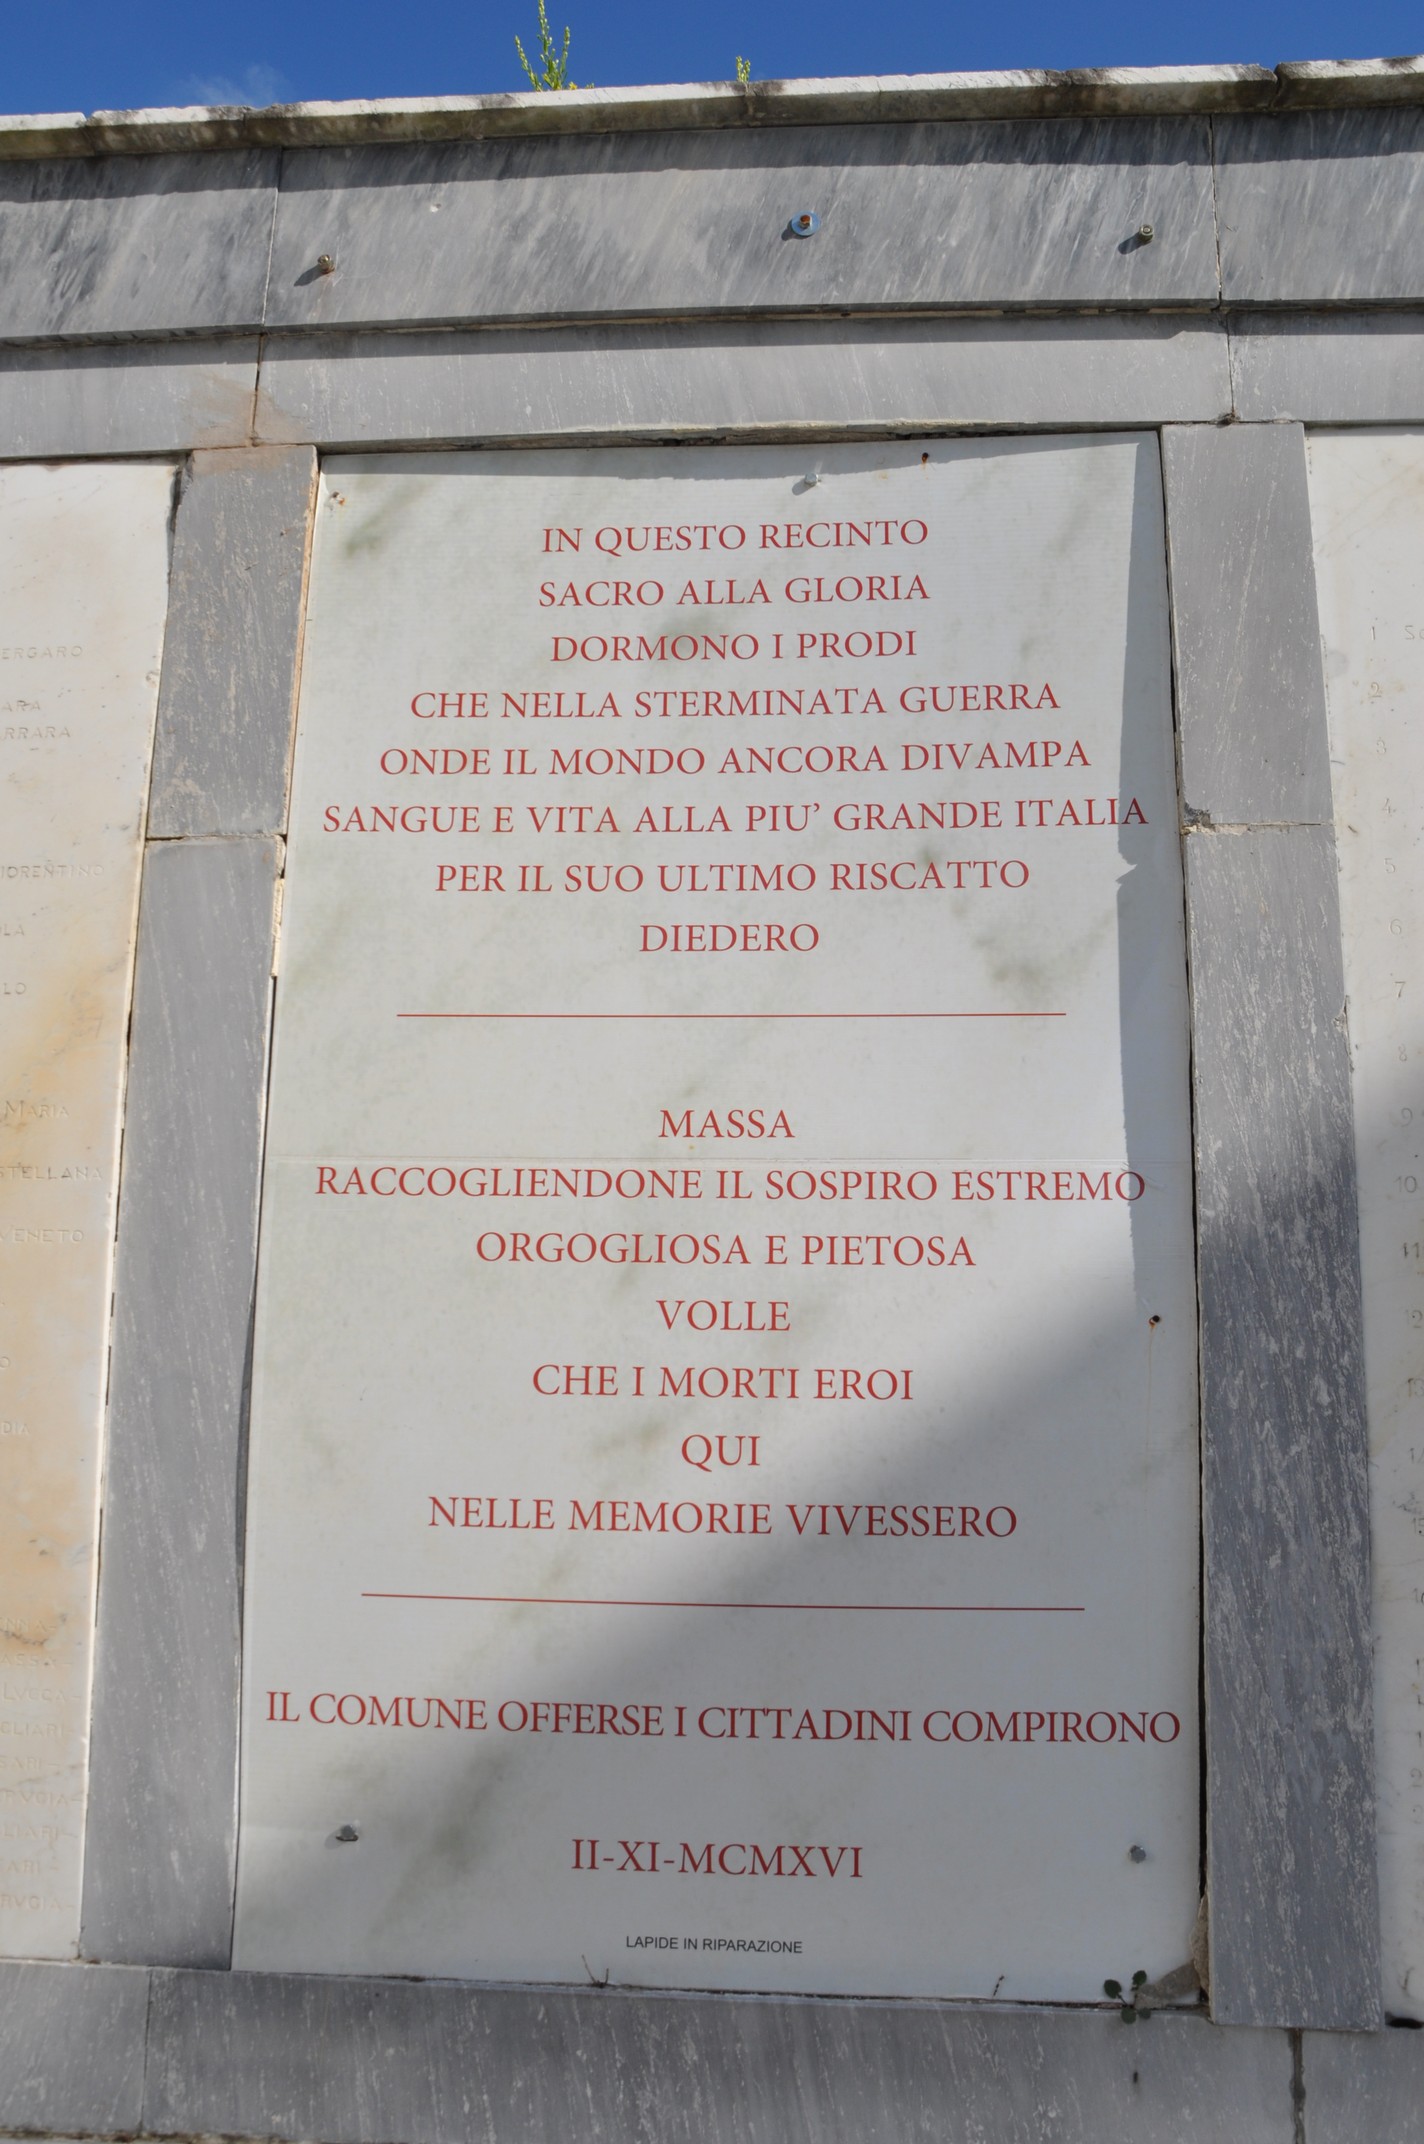 IN QUESTO RECINTO
SACRO ALLA GLORIA
DORMONO I PRODI
CHE NELLA STERMINATA GUERRA
ONDE IL MONDO ANCORA DIVAMPA
SANGUE E VITA ALLA PIU' GRANDE ITALIA
PER IL SUO ULTIMO RISCATTO
DIEDERO
MASSA
RACCOGLIENDONE IL SOSPIRO ESTREMO
ORGOGLIOSA E PIETOSA
VOLLE
CHE I MORTI EROI
QUI
NELLE MEMORIE VIVESSERO
IL COMUNE OFFERSE I CITTADINI COMPIRONO
II-XI-MCMXVI
LAPIDE IN RIPARAZIONE